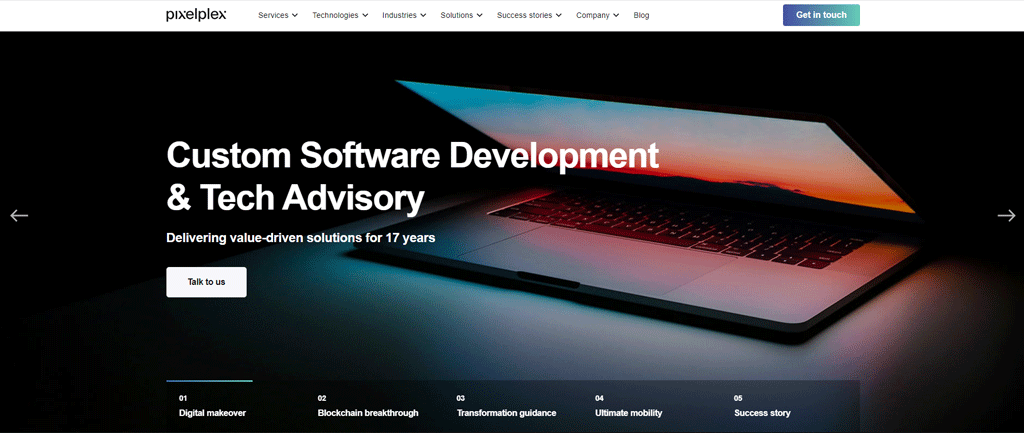 pixelplex
Services
Technologies
Industries
Solutions
Success stories
Company
Blog
Get in touch
Custom Software Development
& Tech Advisory
Delivering value-driven solutions for 17 years
Talk to us
01
Digital makeover
02
Blockchain breakthrough
03
Transformation guidance
04
Ultimate mobility
05
Success story